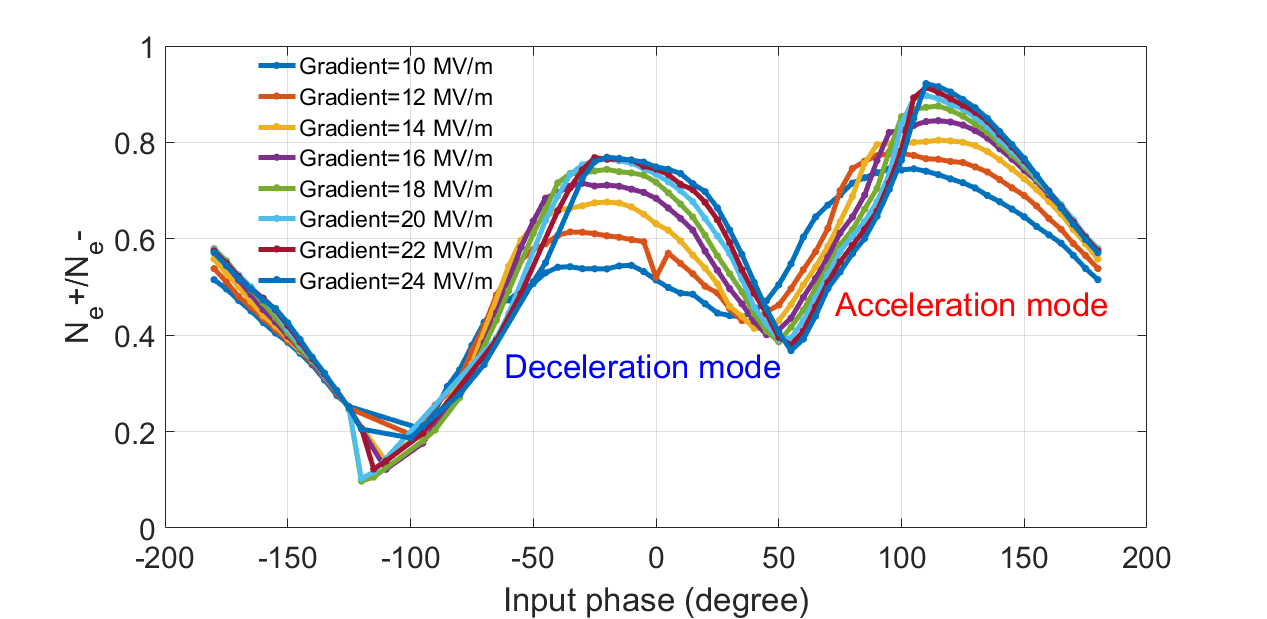 1
0.8
0.6
0.4
0.2
0
N_e+/N_e-
Gradient=10 MV/m
Gradient=12 MV/m
Gradient=14 MV/m
Gradient=16 MV/m
Gradient=18 MV/m
Gradient=20 MV/m
Gradient=22 MV/m
Gradient=24 MV/m
Acceleration mode
Deceleration mode
-200 -150 -100 -50 0 50 100 150 200
Input phase (degree)